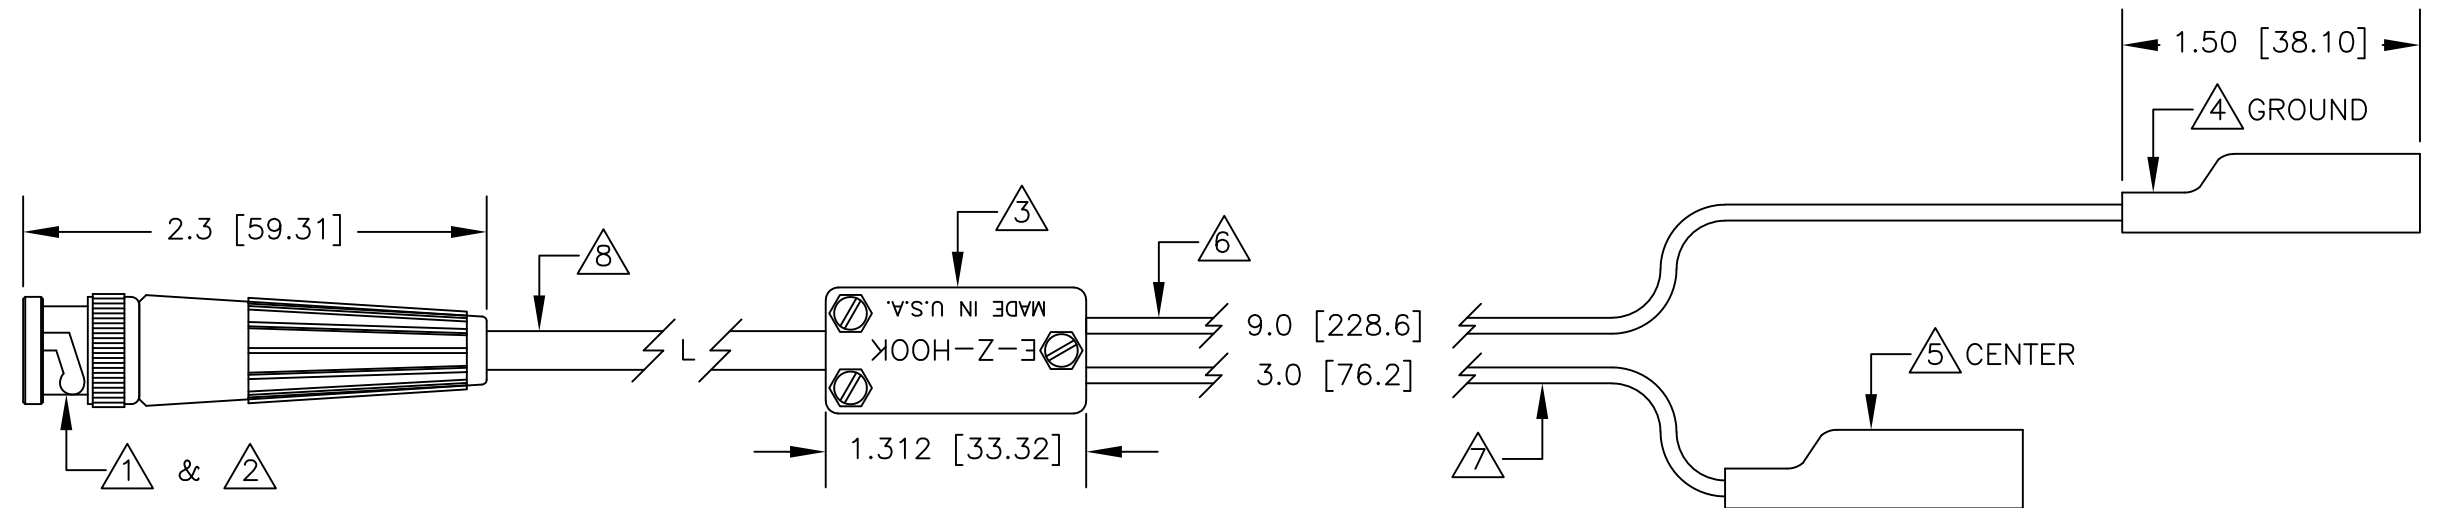 1.50 [38.10]
4 GROUND
2.3 [59.31]
3
8
6
MADE IN U.S.A.
E-Z-HOOK
L
9.0 [228.6]
3.0 [76.2]
5 CENTER
1.312 [33.32]
7
1 & 2